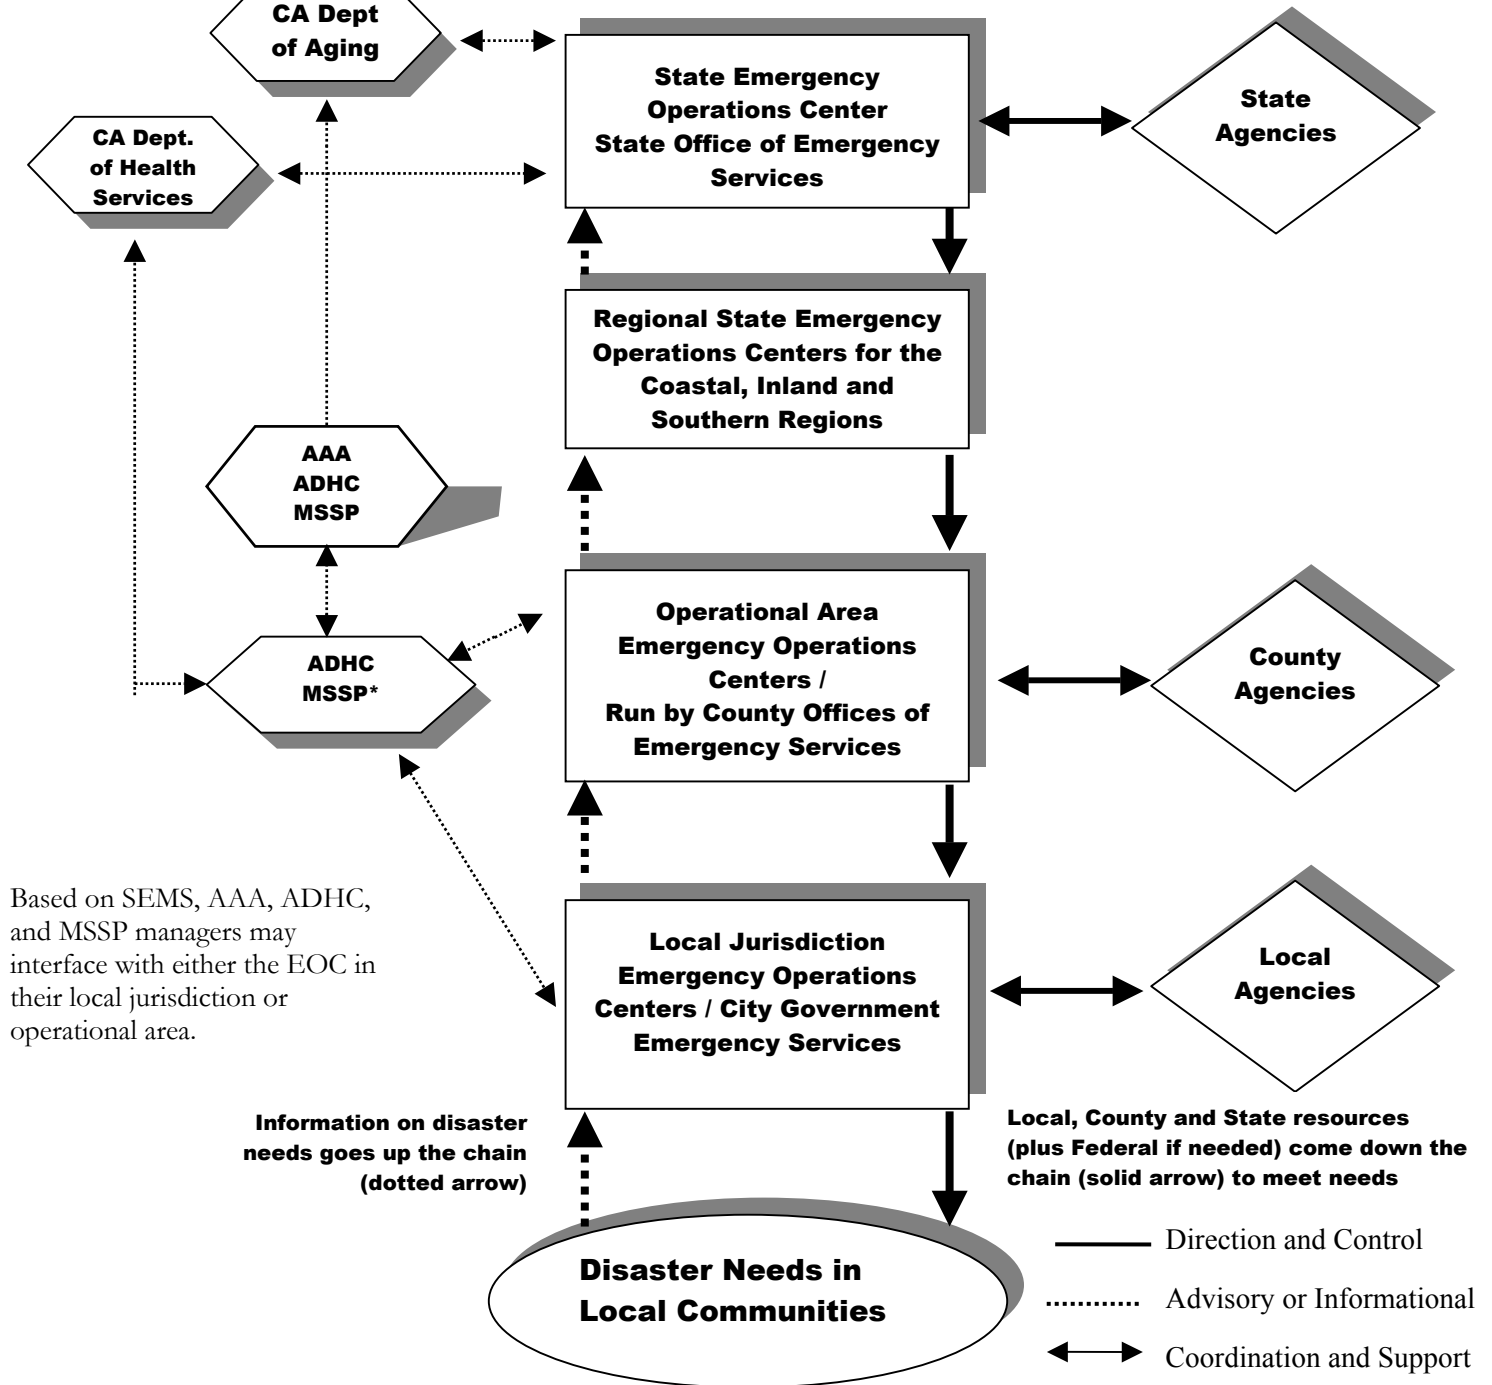 CA Dept
of Aging
State Emergency
Operations Center
State Office of Emergency
Services
State
Agencies
CA Dept.
of Health
Services
Regional State Emergency
Operations Centers for the
Coastal, Inland and
Southern Regions
AAA
ADHC
MSSP
Operational Area
Emergency Operations
Centers /
Run by County Offices of
Emergency Services
County
Agencies
ADHC
MSSP*
Based on SEMS, AAA, ADHC,
and MSSP managers may
interface with either the EOC in
their local jurisdiction or
operational area.
Local Jurisdiction
Emergency Operations
Centers / City Government
Emergency Services
Local
Agencies
Information on disaster
needs goes up the chain
(dotted arrow)
Local, County and State resources
(plus Federal if needed) come down the
chain (solid arrow) to meet needs
Disaster Needs in
Local Communities
Direction and Control
Advisory or Informational
Coordination and Support